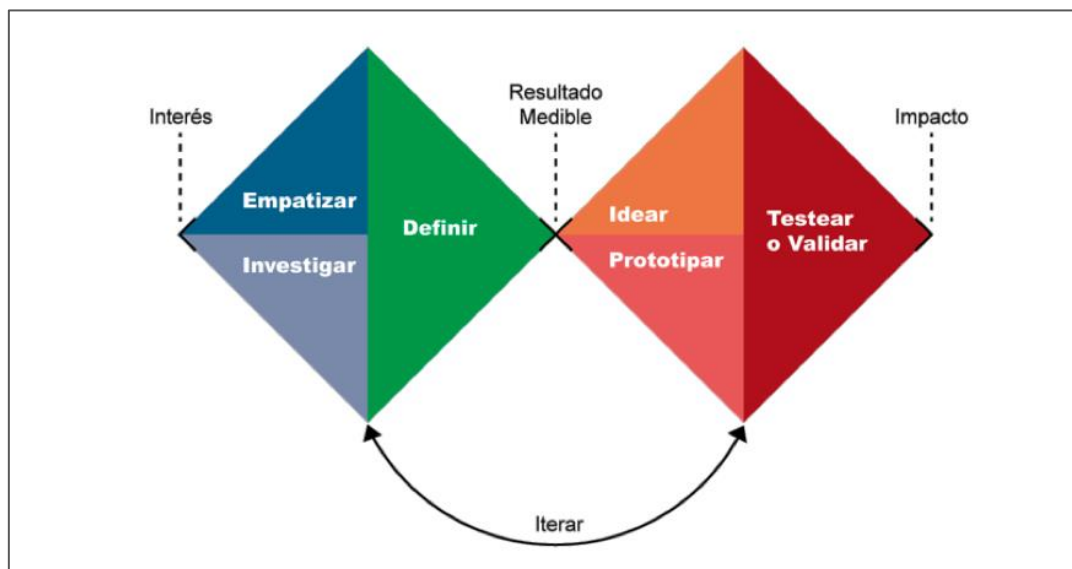 Interés
Resultado
Medible
Impacto
Empatizar
Investigar
Definir
Idear
Prototipar
Testear
o Validar
Iterar